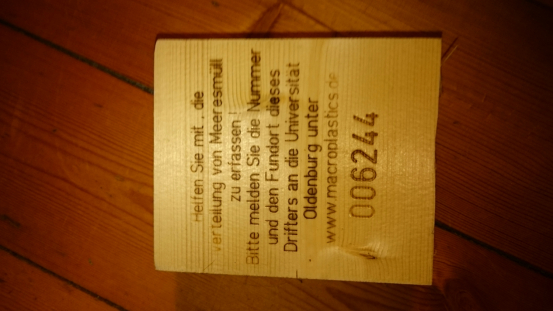 Helfen Sie mit , die
verteilung von Meeresmüll
zu erfassen !
Bitte melden Sie die Nummer
und den Fundort dieses
Drifters an die Universität
Oldenburg unter
www.macroplastics.de
006244